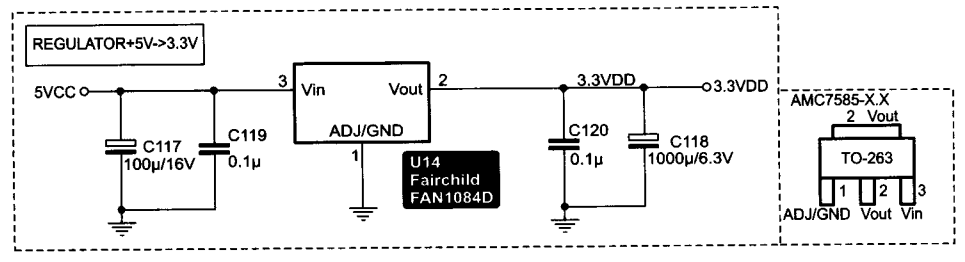 REGULATOR+5V->3.3V
5VCC
3
Vin
Vout
2
3.3VDD
3.3VDD
ADJ/GND
1
C117
100μ/16V
C119
0.1μ
U14
Fairchild
FAN1084D
C120
0.1μ
C118
1000μ/6.3V
AMC7585-X.X
2 Vout
TO-263
1 2 3
ADJ/GND Vout Vin